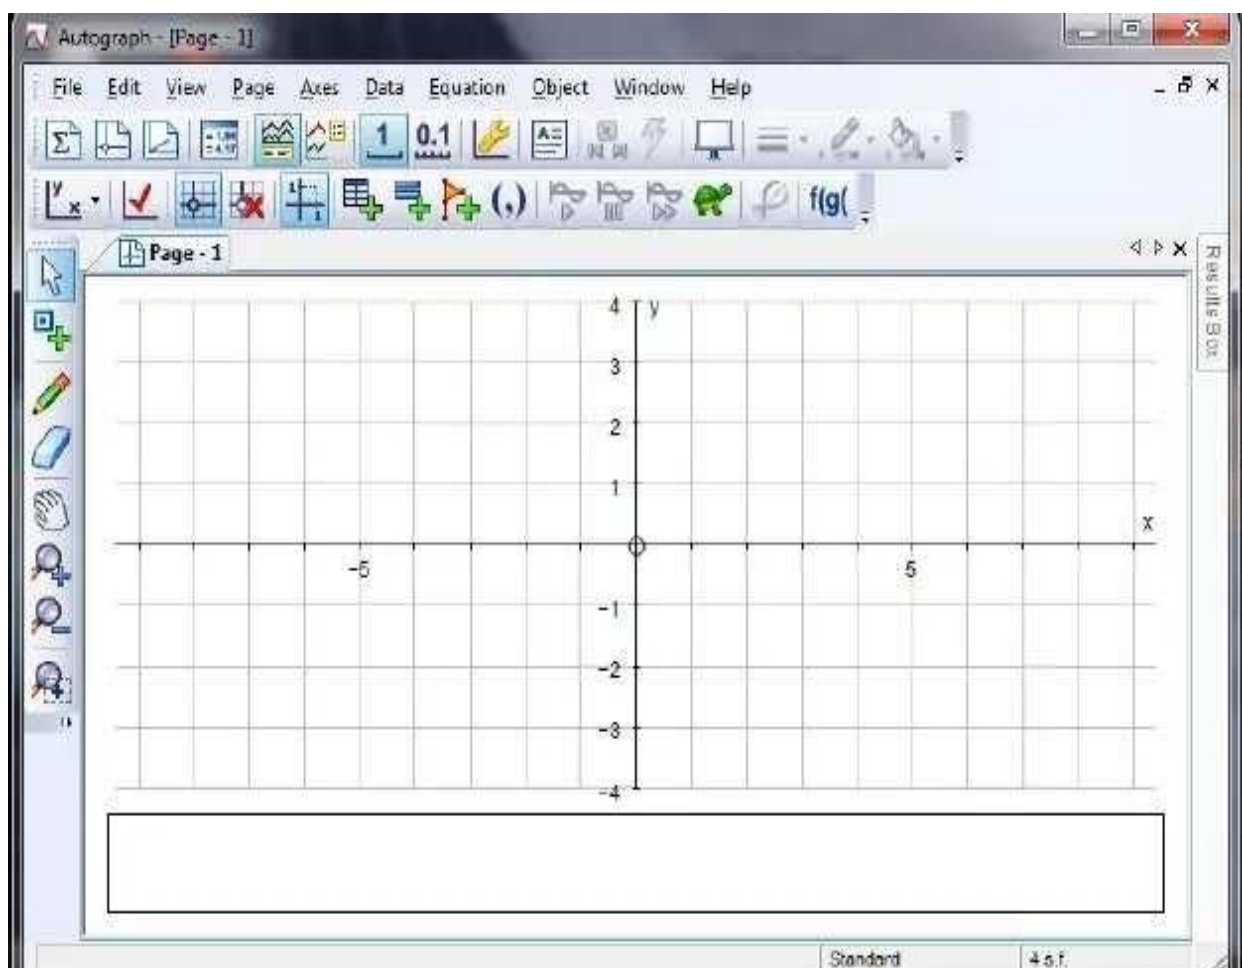 Autograph - [Page - 1]
File Edit View Page Axes Data Equation Object Window Help
Σ 1 0.1 A
y x (,) f(g(
Page - 1
Results Box
4 y
3
2
1
x
-5 5
-1
-2
-3
-4
Standard 4 s.f.